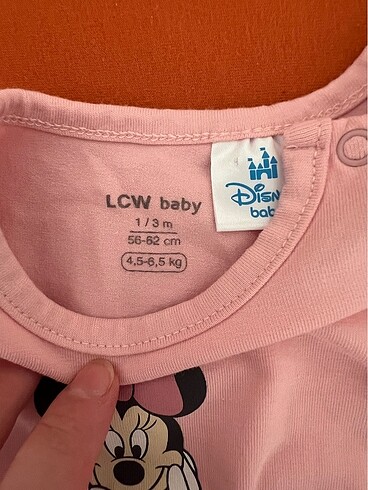 LCW baby
1 / 3 m
56-62 cm
4,5-6,5 kg